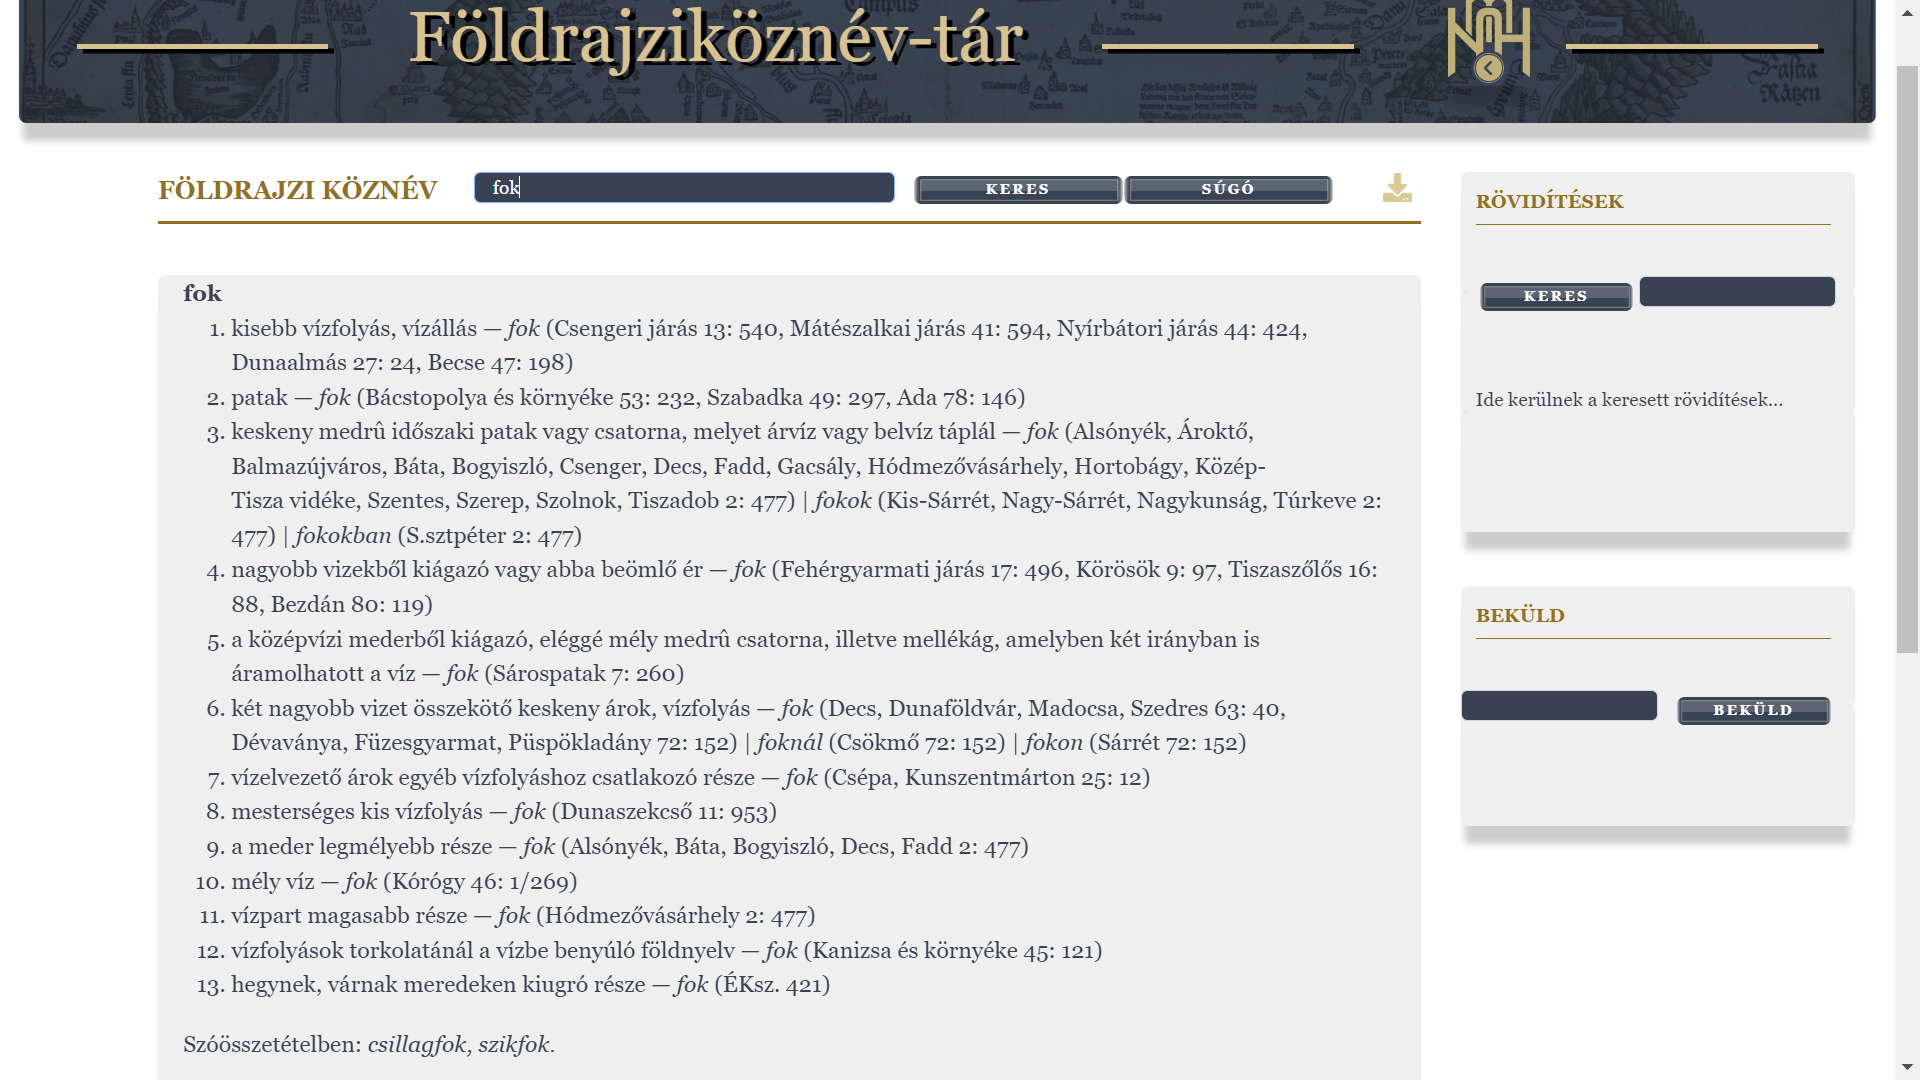 Földrajziköznév-tár
FÖLDRAJZI KÖZNÉV
fok
KERES
SÚGÓ
fok
1. kisebb vízfolyás, vízállás — fok (Csengeri járás 13: 540, Mátészalkai járás 41: 594, Nyírbátori járás 44: 424,
Dunaalmás 27: 24, Becse 47: 198)
2. patak — fok (Bácstopolya és környéke 53: 232, Szabadka 49: 297, Ada 78: 146)
3. keskeny medrû időszaki patak vagy csatorna, melyet árvíz vagy belvíz táplál — fok (Alsónyék, Ároktő,
Balmazújváros, Báta, Bogyiszló, Csenger, Decs, Fadd, Gacsály, Hódmezővásárhely, Hortobágy, Közép-
Tisza vidéke, Szentes, Szerep, Szolnok, Tiszadob 2: 477) | fokok (Kis-Sárrét, Nagy-Sárrét, Nagykunság, Túrkeve 2:
477) | fokokban (S.sztpéter 2: 477)
4. nagyobb vizekből kiágazó vagy abba beömlő ér — fok (Fehérgyarmati járás 17: 496, Körösök 9: 97, Tiszaszőlős 16:
88, Bezdán 80: 119)
5. a középvízi mederből kiágazó, eléggé mély medrû csatorna, illetve mellékág, amelyben két irányban is
áramolhatott a víz — fok (Sárospatak 7: 260)
6. két nagyobb vizet összekötő keskeny árok, vízfolyás — fok (Decs, Dunaföldvár, Madocsa, Szedres 63: 40,
Dévaványa, Füzesgyarmat, Püspökladány 72: 152) | foknál (Csökmő 72: 152) | fokon (Sárrét 72: 152)
7. vízelvezető árok egyéb vízfolyáshoz csatlakozó része — fok (Csépa, Kunszentmárton 25: 12)
8. mesterséges kis vízfolyás — fok (Dunaszekcső 11: 953)
9. a meder legmélyebb része — fok (Alsónyék, Báta, Bogyiszló, Decs, Fadd 2: 477)
10. mély víz — fok (Kórógy 46: 1/269)
11. vízpart magasabb része — fok (Hódmezővásárhely 2: 477)
12. vízfolyások torkolatánál a vízbe benyúló földnyelv — fok (Kanizsa és környéke 45: 121)
13. hegynek, várnak meredeken kiugró része — fok (ÉKsz. 421)
Szóösszetételben: csillagfok, szikfok.
RÖVIDÍTÉSEK
KERES
Ide kerülnek a keresett rövidítések...
BEKÜLD
BEKÜLD